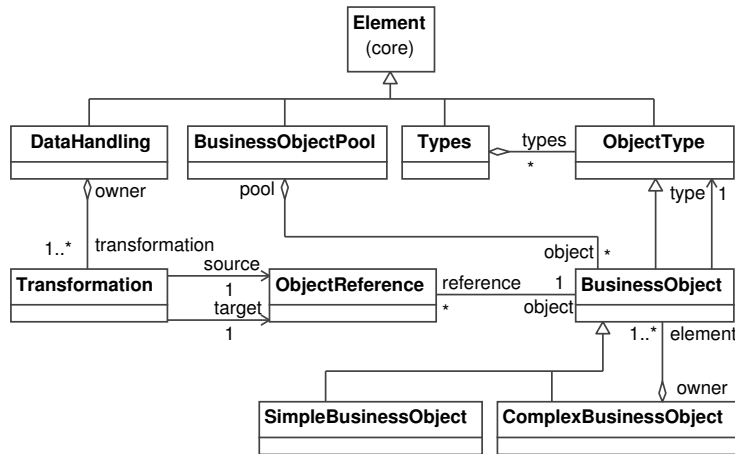 Element
(core)
DataHandling
BusinessObjectPool
Types
types
*
ObjectType
owner
pool
type
1
1..*
transformation
object
*
Transformation
source
1
target
1
ObjectReference
reference
*
1
object
BusinessObject
1..*
element
owner
SimpleBusinessObject
ComplexBusinessObject